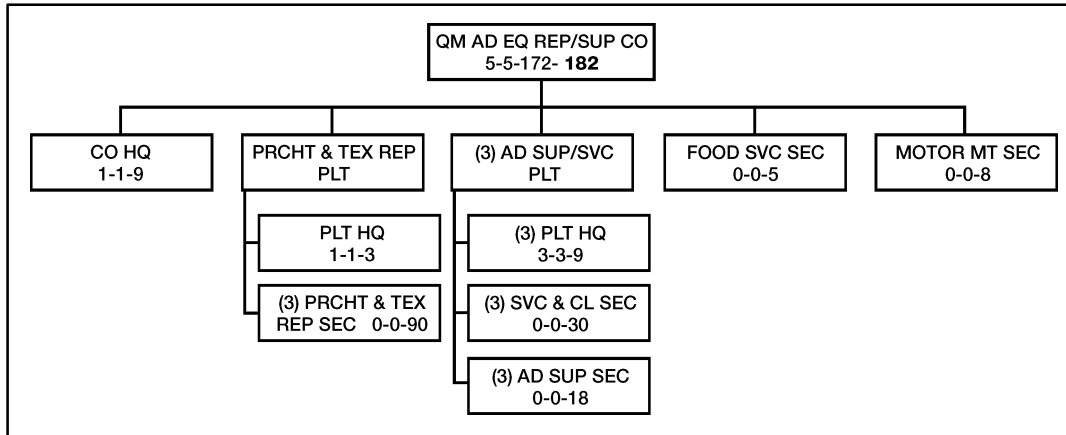 QM AD EQ REP/SUP CO
5-5-172- 182
CO HQ
1-1-9
PRCHT & TEX REP
PLT
(3) AD SUP/SVC
PLT
FOOD SVC SEC
0-0-5
MOTOR MT SEC
0-0-8
PLT HQ
1-1-3
(3) PRCHT & TEX
REP SEC 0-0-90
(3) PLT HQ
3-3-9
(3) SVC & CL SEC
0-0-30
(3) AD SUP SEC
0-0-18